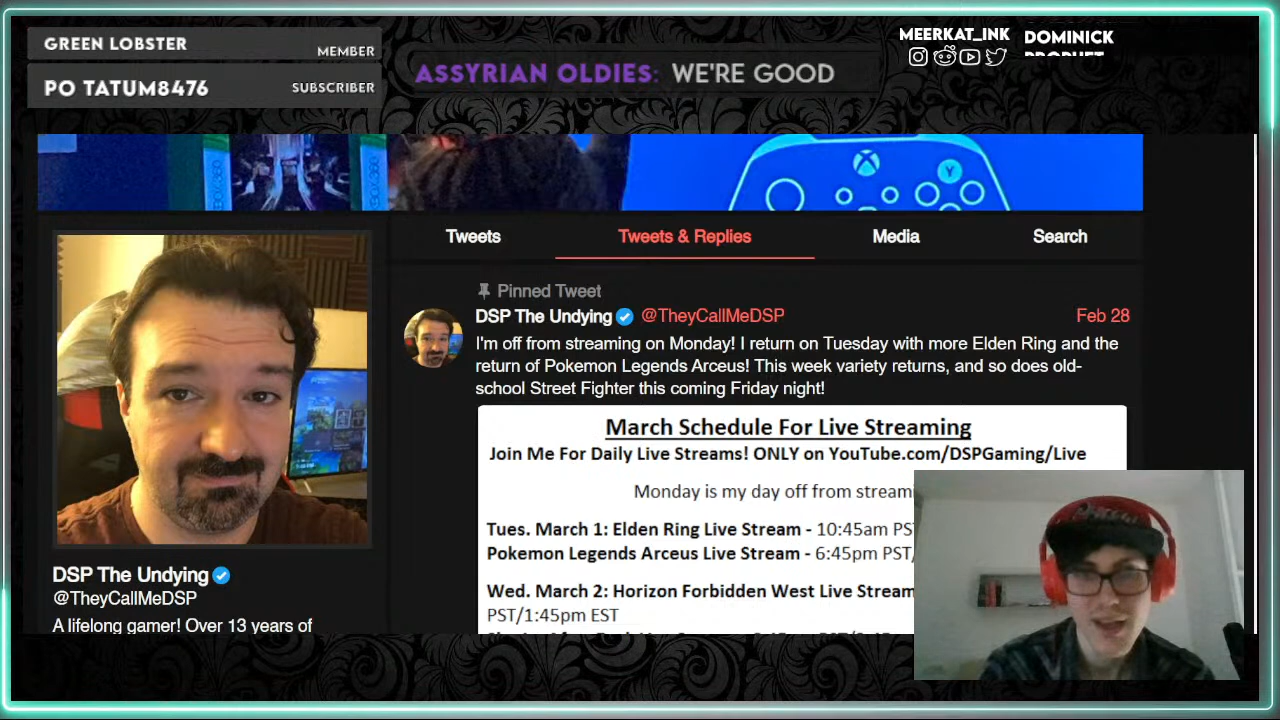 GREEN LOBSTER
MEMBER
PO TATUM8476
SUBSCRIBER
ASSYRIAN OLDIES: WE'RE GOOD
MEERKAT_INK
DOMINICK
PROPHET
XBOX360
Y
Tweets
Tweets & Replies
Media
Search
Pinned Tweet
DSP The Undying @TheyCallMeDSP
Feb 28
I'm off from streaming on Monday! I return on Tuesday with more Elden Ring and the
return of Pokemon Legends Arceus! This week variety returns, and so does old-
school Street Fighter this coming Friday night!
March Schedule For Live Streaming
Join Me For Daily Live Streams! ONLY on YouTube.com/DSPGaming/Live
Monday is my day off from streami
Tues. March 1: Elden Ring Live Stream - 10:45am PS
Pokemon Legends Arceus Live Stream - 6:45pm PST/
Wed. March 2: Horizon Forbidden West Live Stream
PST/1:45pm EST
DSP The Undying
@TheyCallMeDSP
A lifelong gamer! Over 13 years of